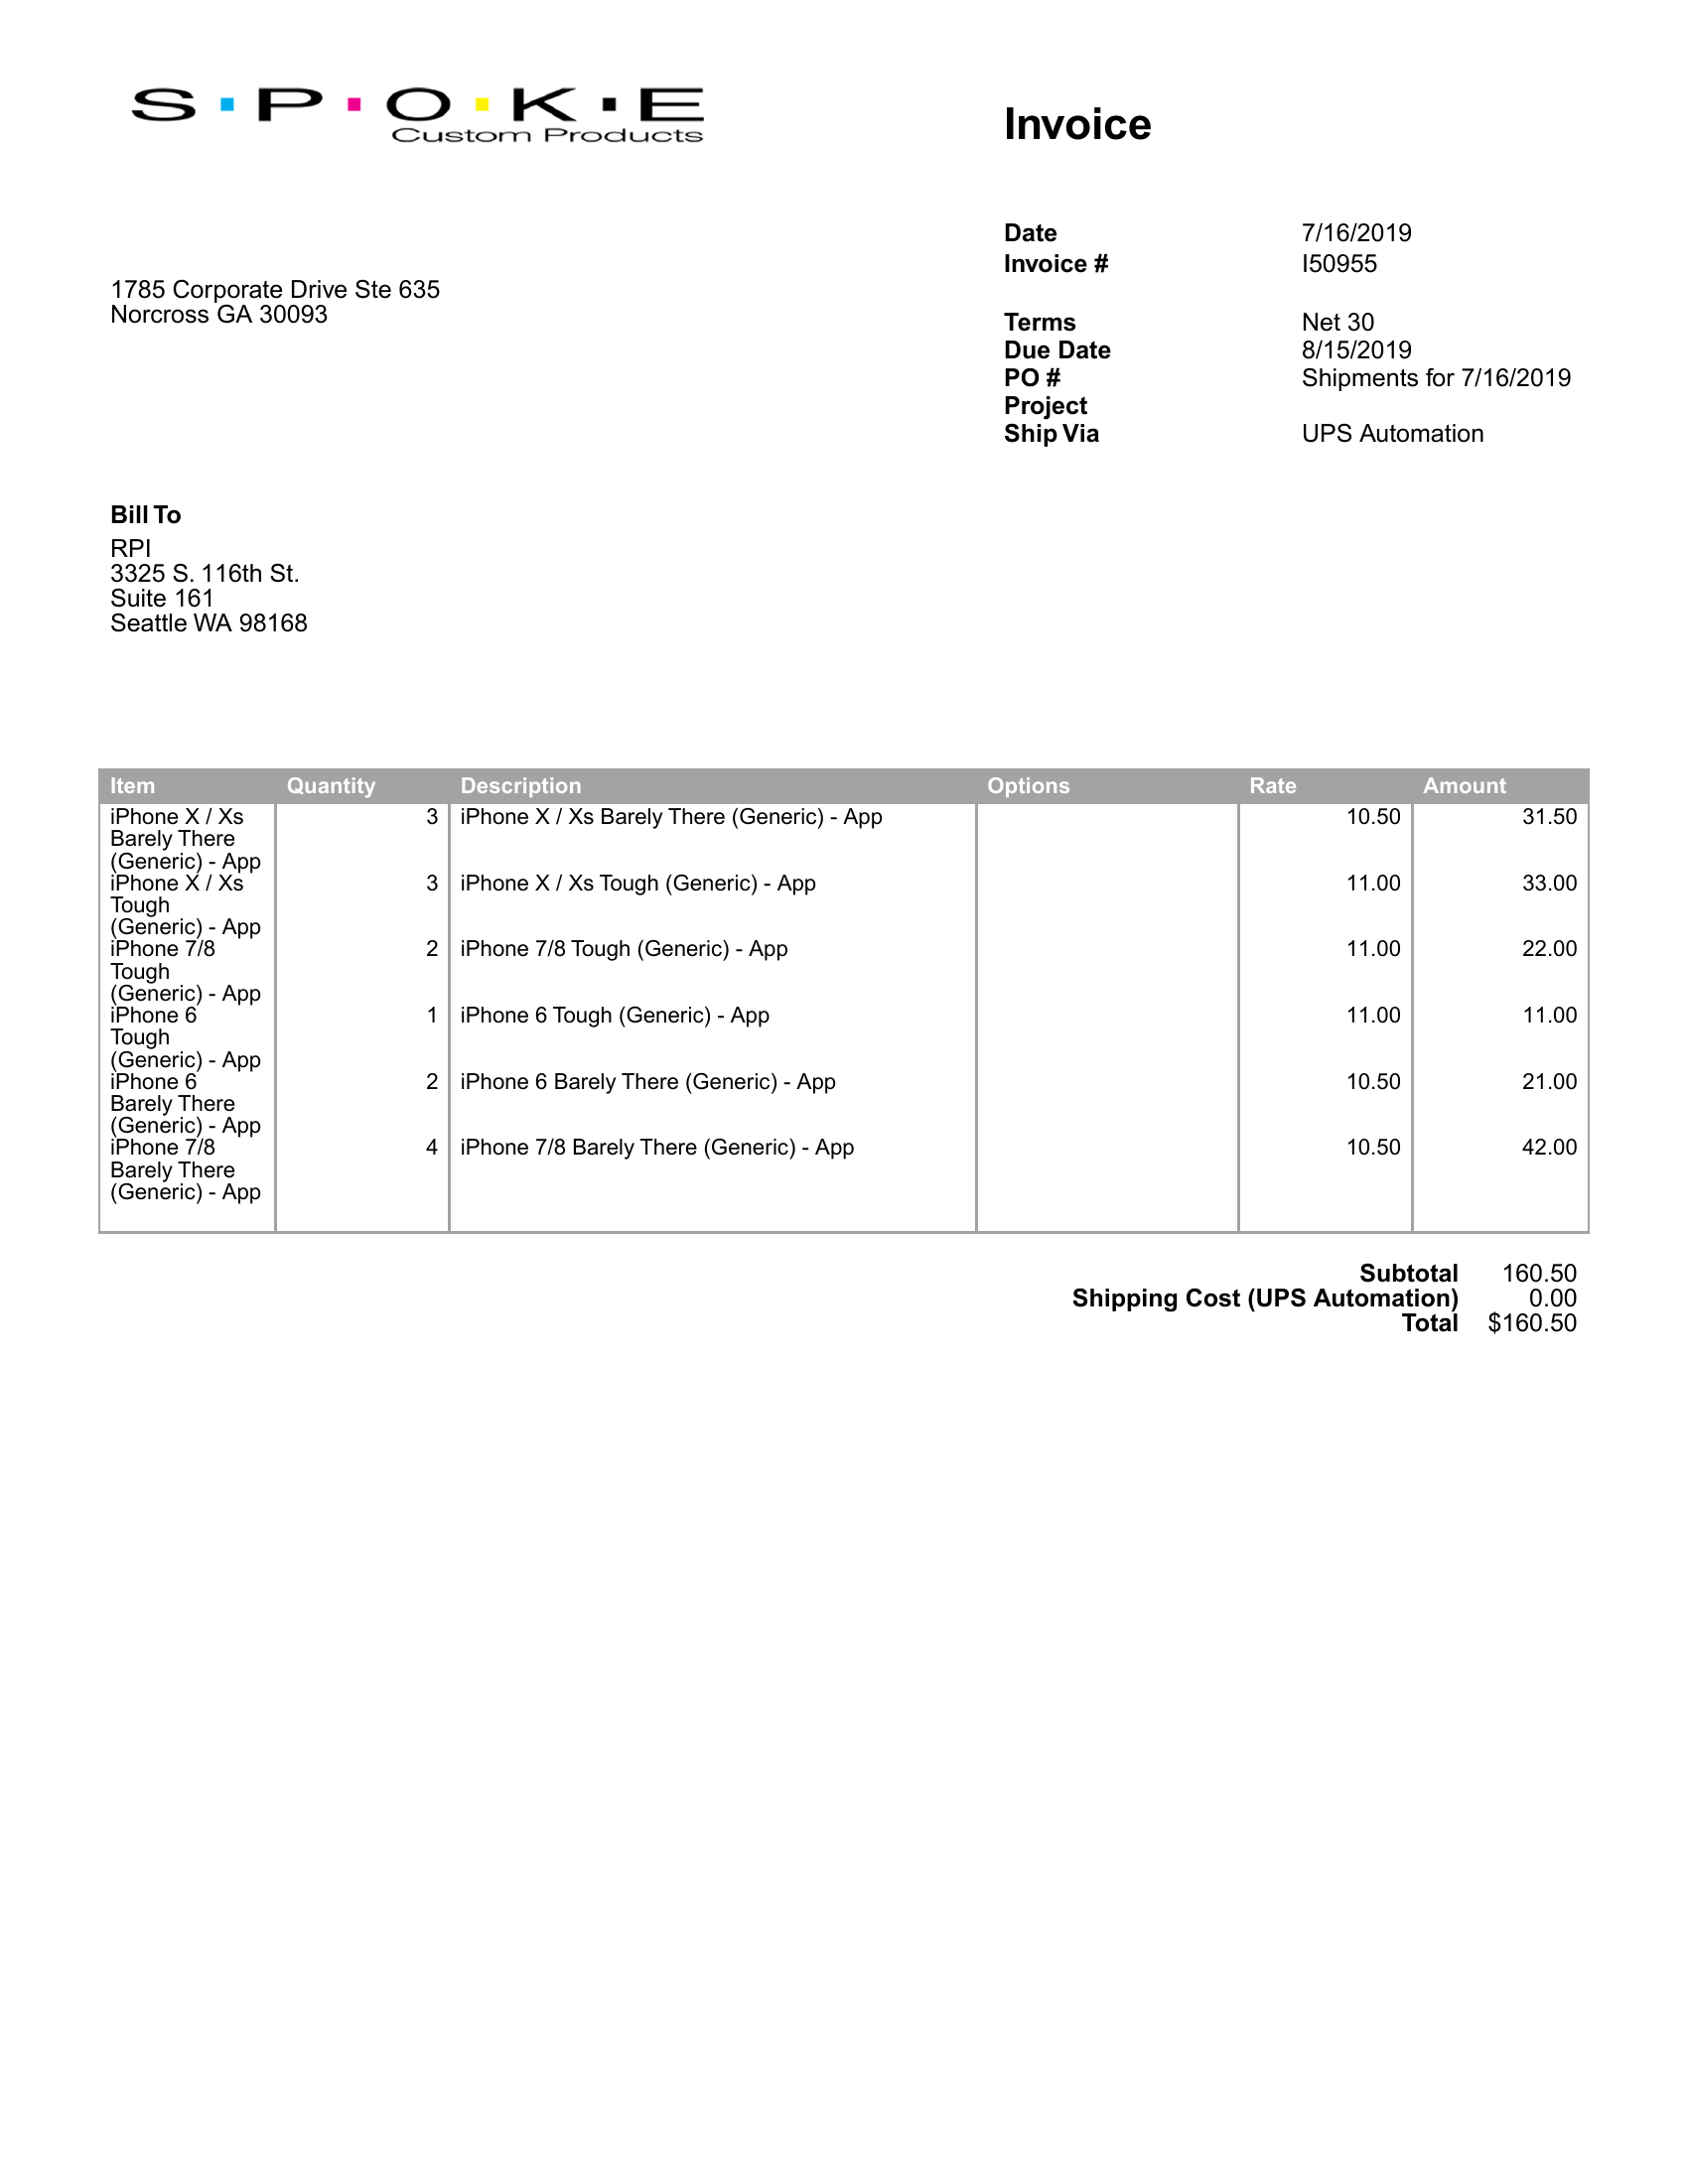 S·P·O·K·E
Custom Products
Invoice
Date 7/16/2019
Invoice # I50955
1785 Corporate Drive Ste 635
Norcross GA 30093
Terms Net 30
Due Date 8/15/2019
PO # Shipments for 7/16/2019
Project
Ship Via UPS Automation
Bill To
RPI
3325 S. 116th St.
Suite 161
Seattle WA 98168
Item Quantity Description Options Rate Amount
iPhone X / Xs 3 iPhone X / Xs Barely There (Generic) - App 10.50 31.50
Barely There
(Generic) - App
iPhone X / Xs 3 iPhone X / Xs Tough (Generic) - App 11.00 33.00
Tough
(Generic) - App
iPhone 7/8 2 iPhone 7/8 Tough (Generic) - App 11.00 22.00
Tough
(Generic) - App
iPhone 6 1 iPhone 6 Tough (Generic) - App 11.00 11.00
Tough
(Generic) - App
iPhone 6 2 iPhone 6 Barely There (Generic) - App 10.50 21.00
Barely There
(Generic) - App
iPhone 7/8 4 iPhone 7/8 Barely There (Generic) - App 10.50 42.00
Barely There
(Generic) - App
Subtotal 160.50
Shipping Cost (UPS Automation) 0.00
Total $160.50